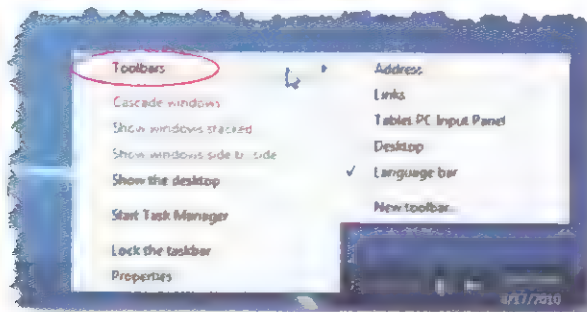 Toolbars
Cascade windows
Show windows stacked
Show windows side by side
Show the desktop
Start Task Manager
Lock the taskbar
Properties
Address
Links
Tablet PC Input Panel
Desktop
✓ Language bar
New toolbar...
8/17/2010